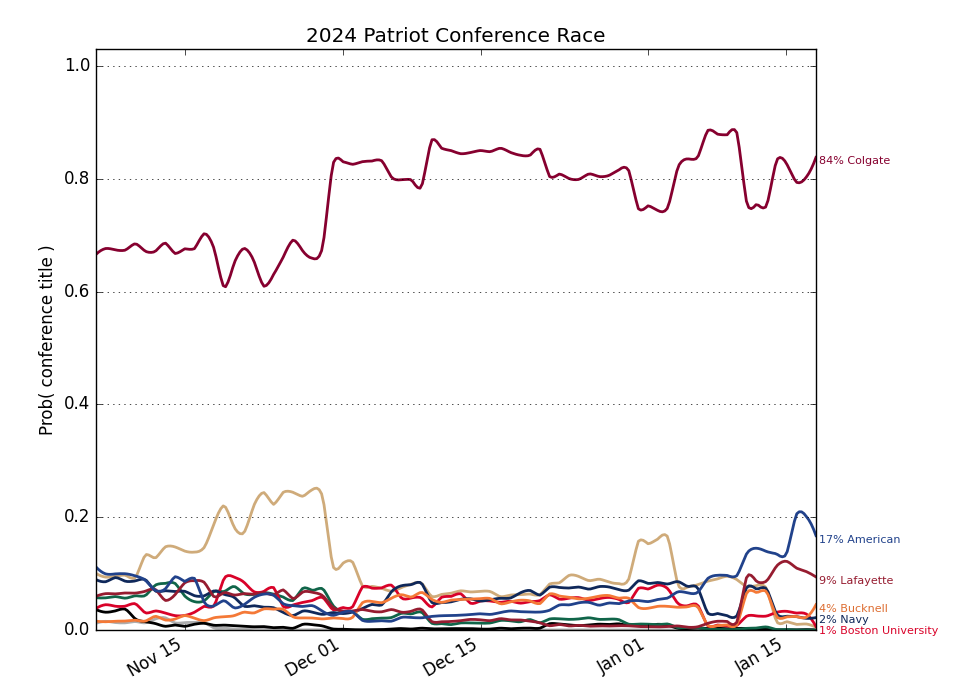 2024 Patriot Conference Race
Prob( conference title )
1.0
0.8
0.6
0.4
0.2
0.0
Nov 15
Dec 01
Dec 15
Jan 01
Jan 15
84% Colgate
17% American
9% Lafayette
4% Bucknell
2% Navy
1% Boston University